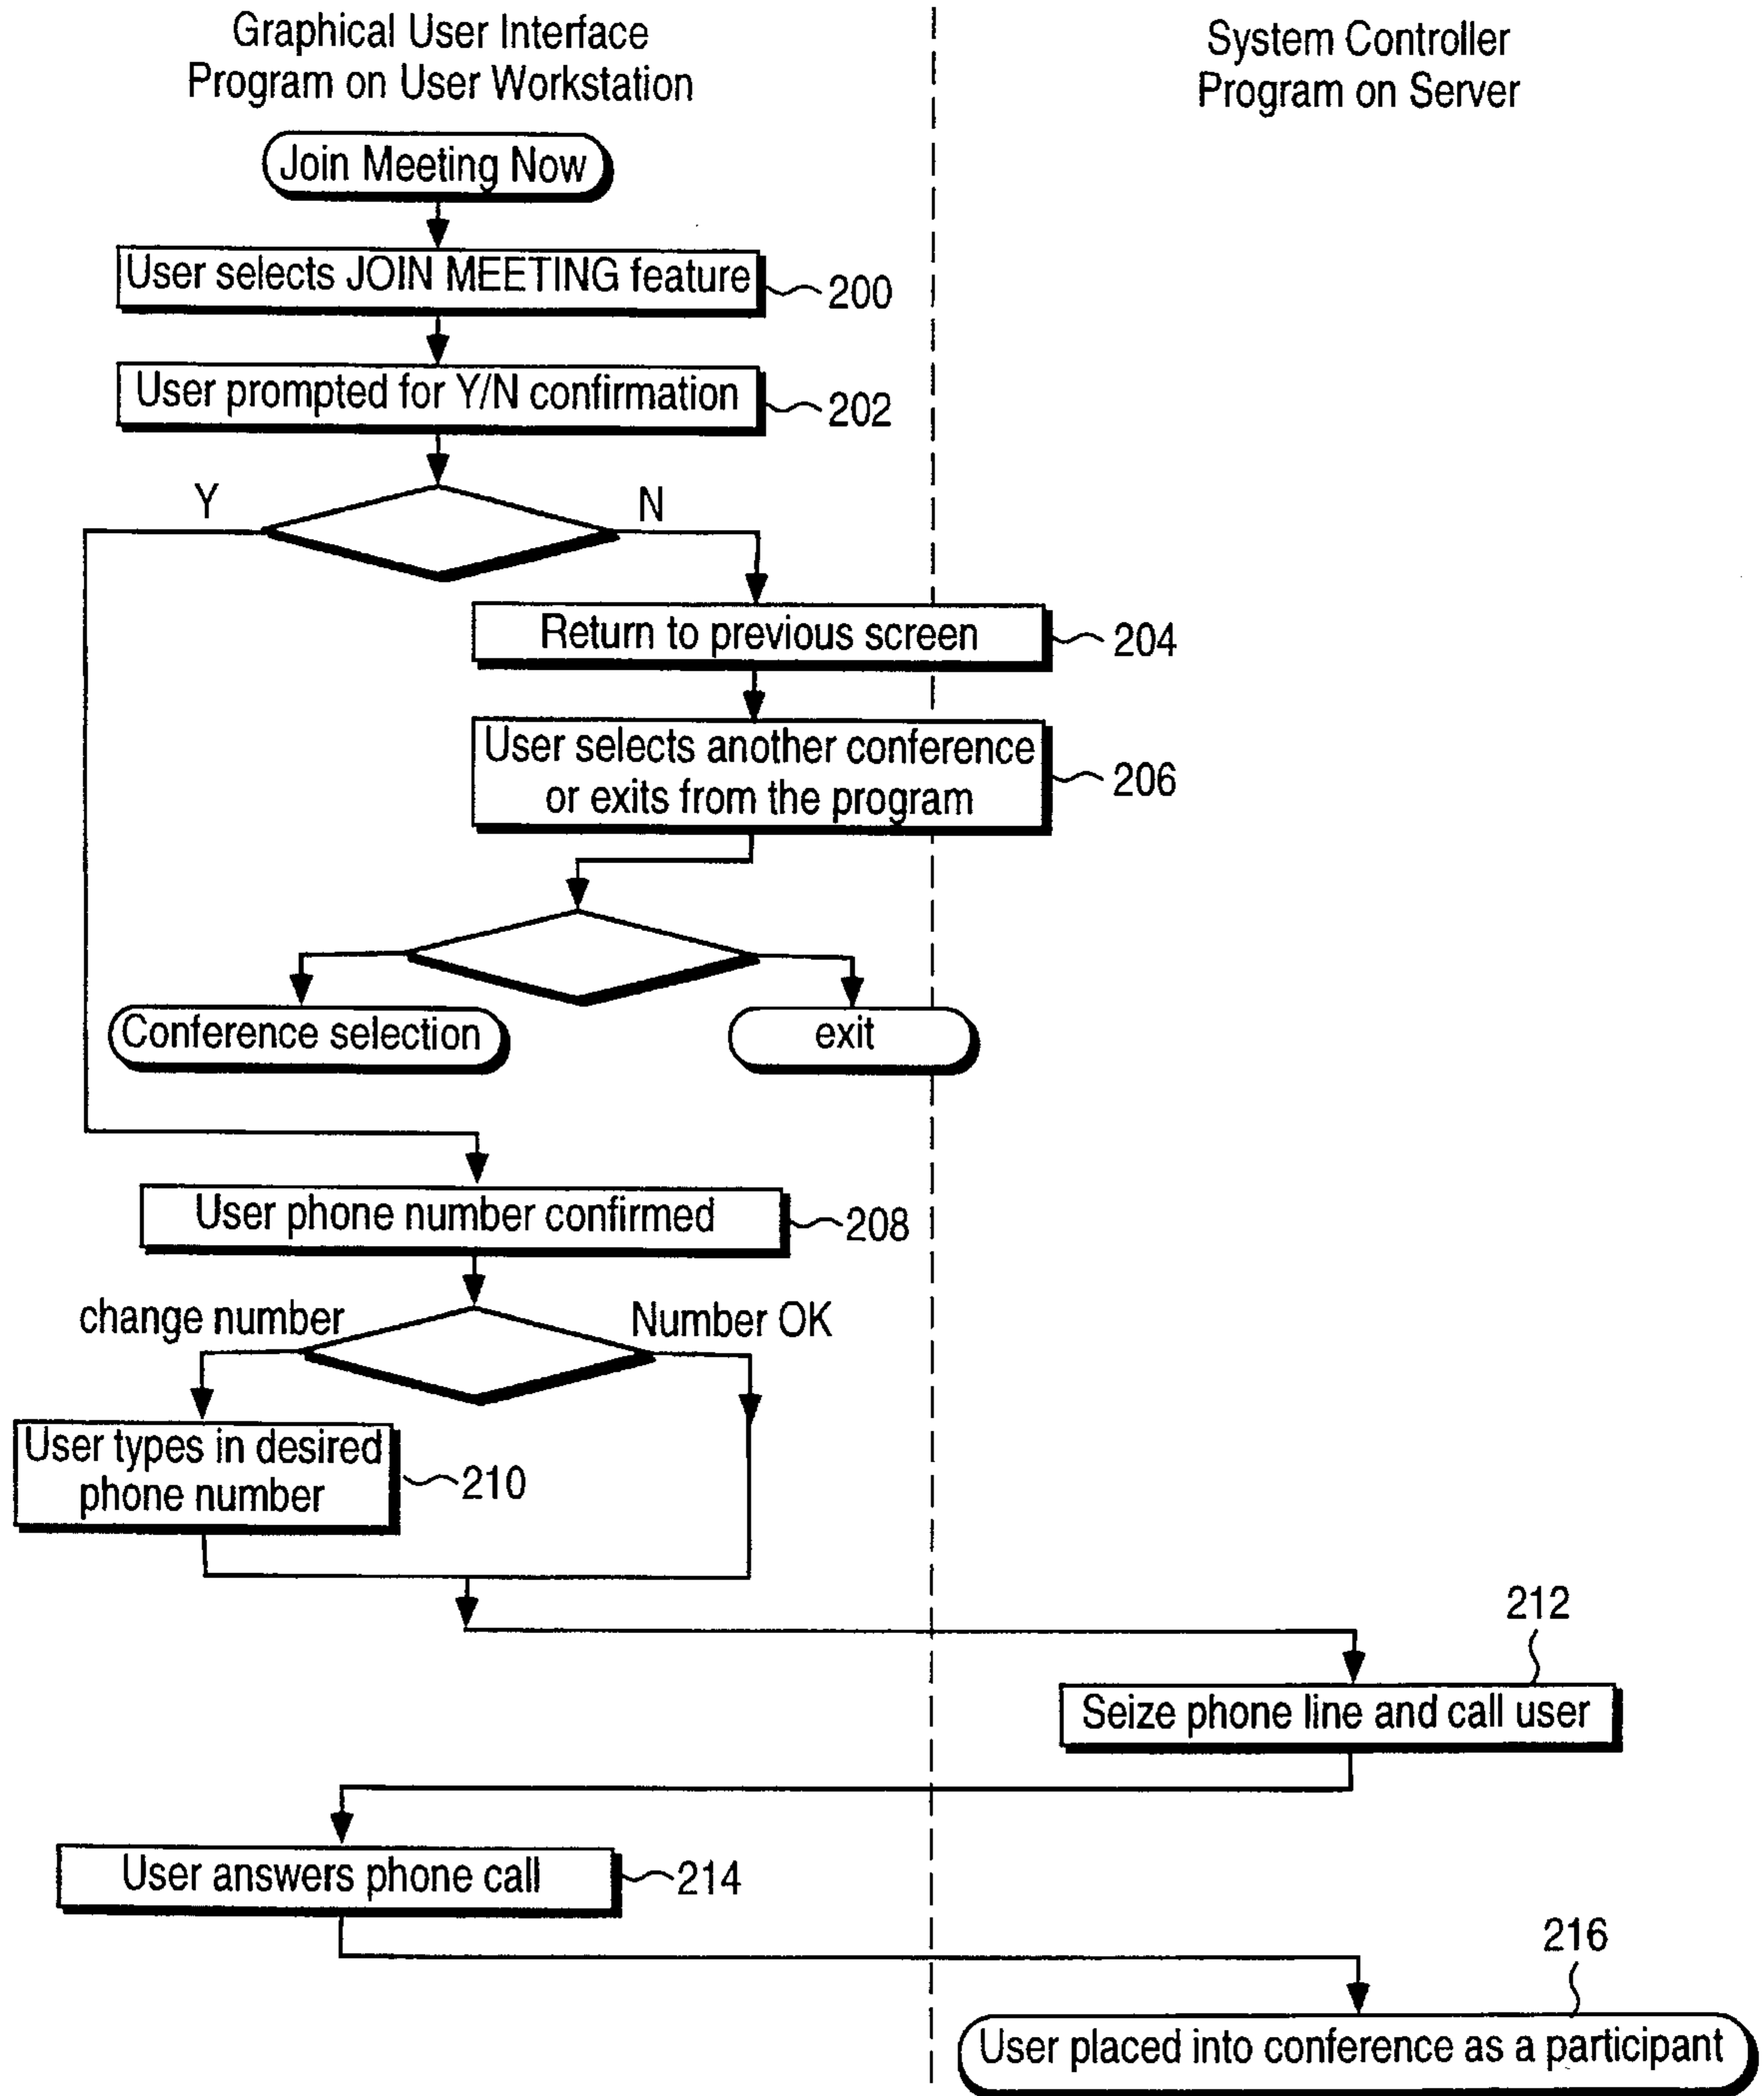 Graphical User Interface
Program on User Workstation
System Controller
Program on Server
Join Meeting Now
User selects JOIN MEETING feature
200
User prompted for Y/N confirmation
202
Y
N
Return to previous screen
204
User selects another conference
or exits from the program
206
Conference selection
exit
User phone number confirmed
208
change number
Number OK
User types in desired
phone number
210
212
Seize phone line and call user
User answers phone call
214
216
User placed into conference as a participant